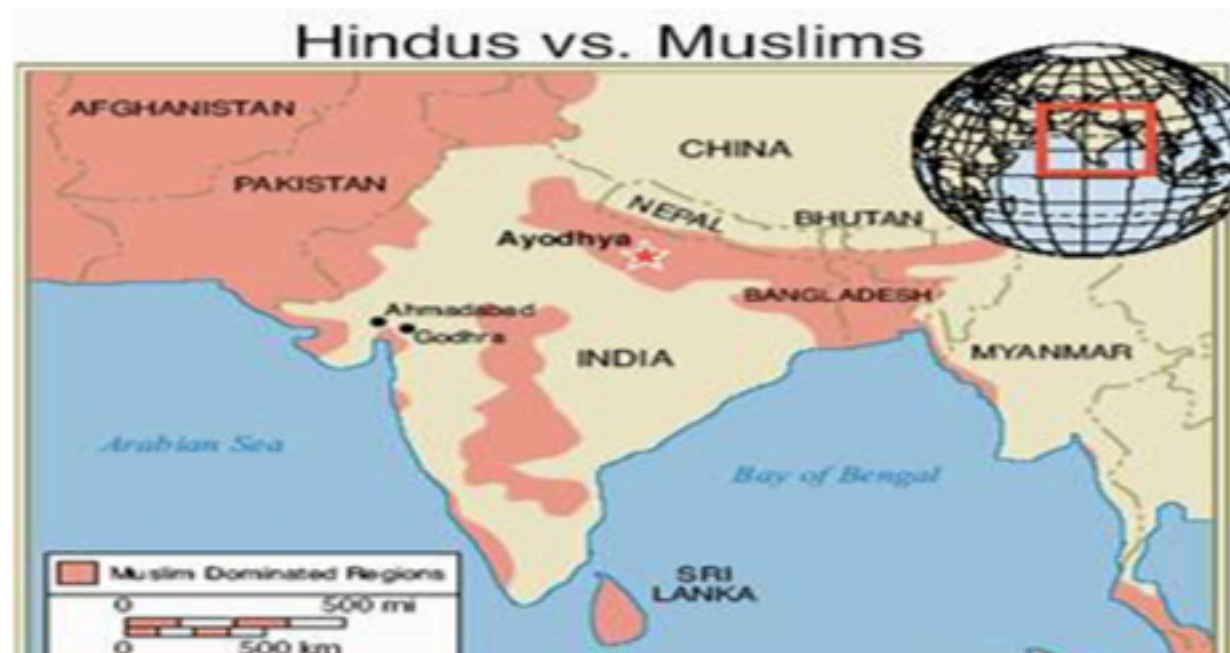 Hindus vs. Muslims
AFGHANISTAN
CHINA
PAKISTAN
NEPAL
BHUTAN
Ayodhya
BANGLADESH
Ahmadabad
Godhra
INDIA
MYANMAR
Arabian Sea
Bay of Bengal
Muslim Dominated Regions
SRI
LANKA
0 500 mi
0 500 km